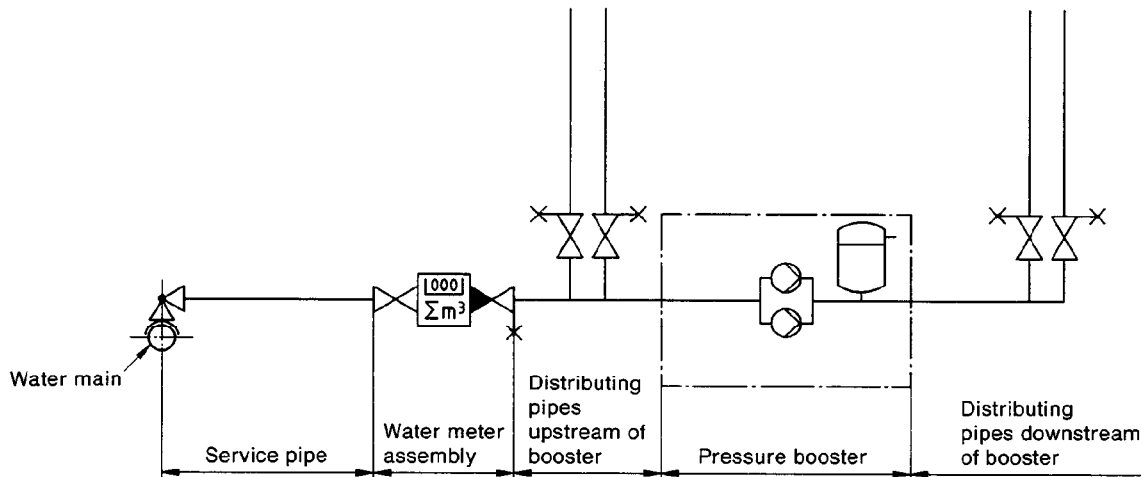 000
Σm³
Water main
Service pipe
Water meter
assembly
Distributing
pipes
upstream of
booster
Pressure booster
Distributing
pipes downstream
of booster